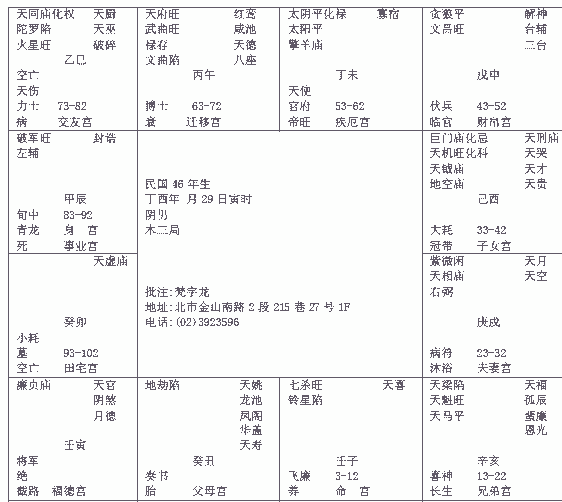 天同庙化权 天厨
陀罗陷 天巫
火星旺 破碎
乙巳
空亡
天伤
力士 73-82
病 交友宫
天府旺 红鸾
武曲旺 咸池
禄存 天德
文曲陷 八座
丙午
博士 63-72
衰 迁移宫
太阴平化禄 寡宿
太阳平
擎羊庙
丁未
天使
官府 53-62
帝旺 疾厄宫
贪狼平 解神
文昌旺 台辅
三台
戊申
伏兵 43-52
临官 财帛宫
破军旺 封诰
左辅
甲辰
旬中 83-92
青龙 身 宫
死 事业宫
民国 46 年生
丁酉年 月 29 日寅时
阴男
木三局
批注:梵字龙
地址:北市金山南路 2 段 215 巷 27 号 1F
电话:(02)3923596
巨门庙化忌 天刑庙
天机旺化科 天哭
天钺庙 天才
地空庙 天贵
己酉
大耗 33-42
冠带 子女宫
天虚庙
癸卯
小耗
墓 93-102
空亡 田宅宫
紫微闲 天月
天相庙 天空
右弼
庚戌
病符 23-32
沐浴 夫妻宫
廉贞庙 天官
阴煞
月德
壬寅
将军
绝
截路 福德宫
地劫陷 天姚
龙池
凤阁
华盖
天寿
癸丑
奏书
胎 父母宫
七杀旺 天喜
铃星陷
壬子
飞廉 3-12
养 命 宫
天梁陷 天福
天魁旺 孤辰
天马平 蜚廉
恩光
辛亥
喜神 13-22
长生 兄弟宫